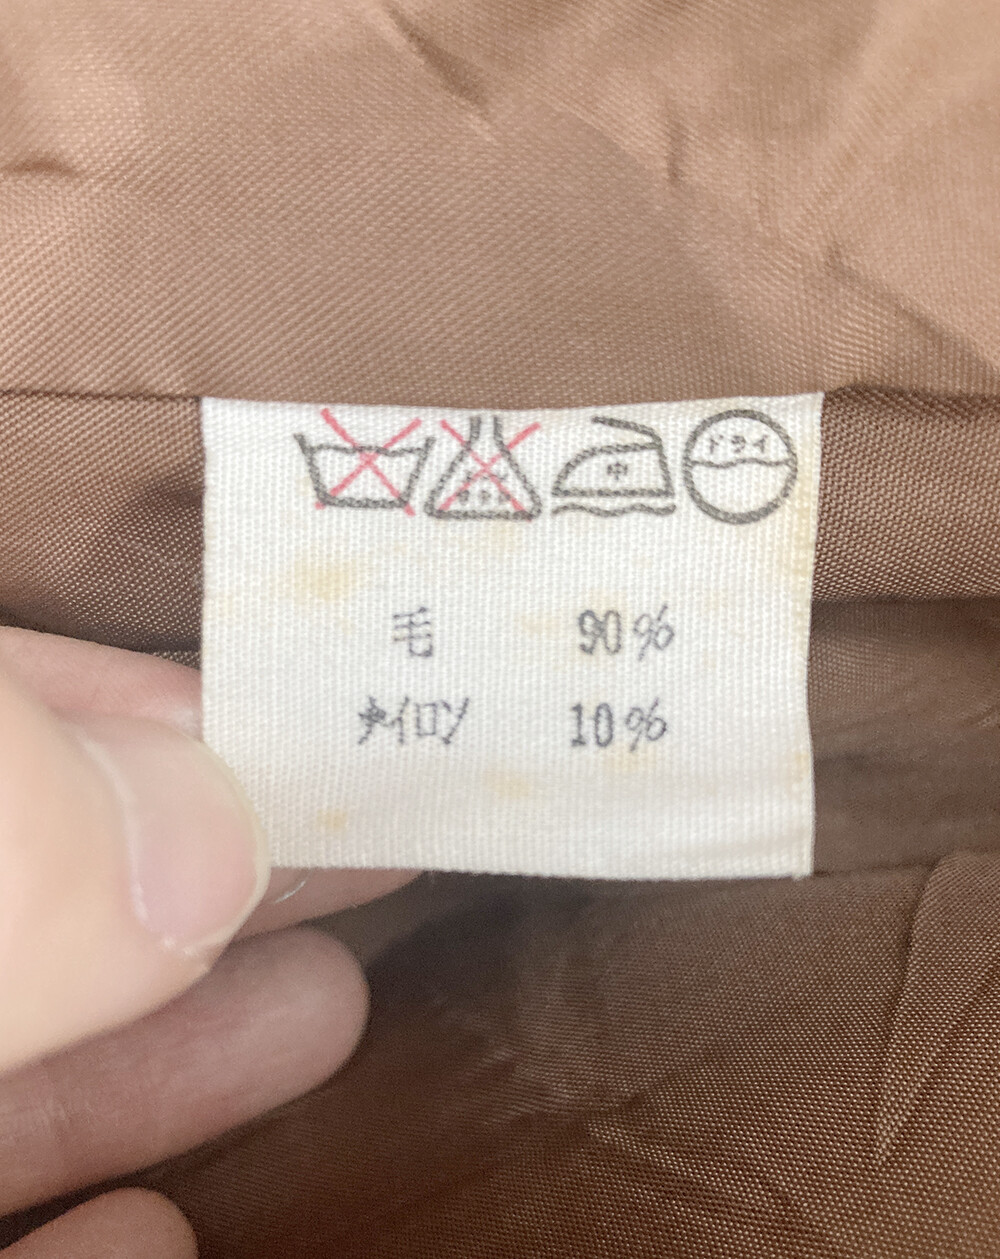 中 ドライ
毛 90%
ナイロン 10%